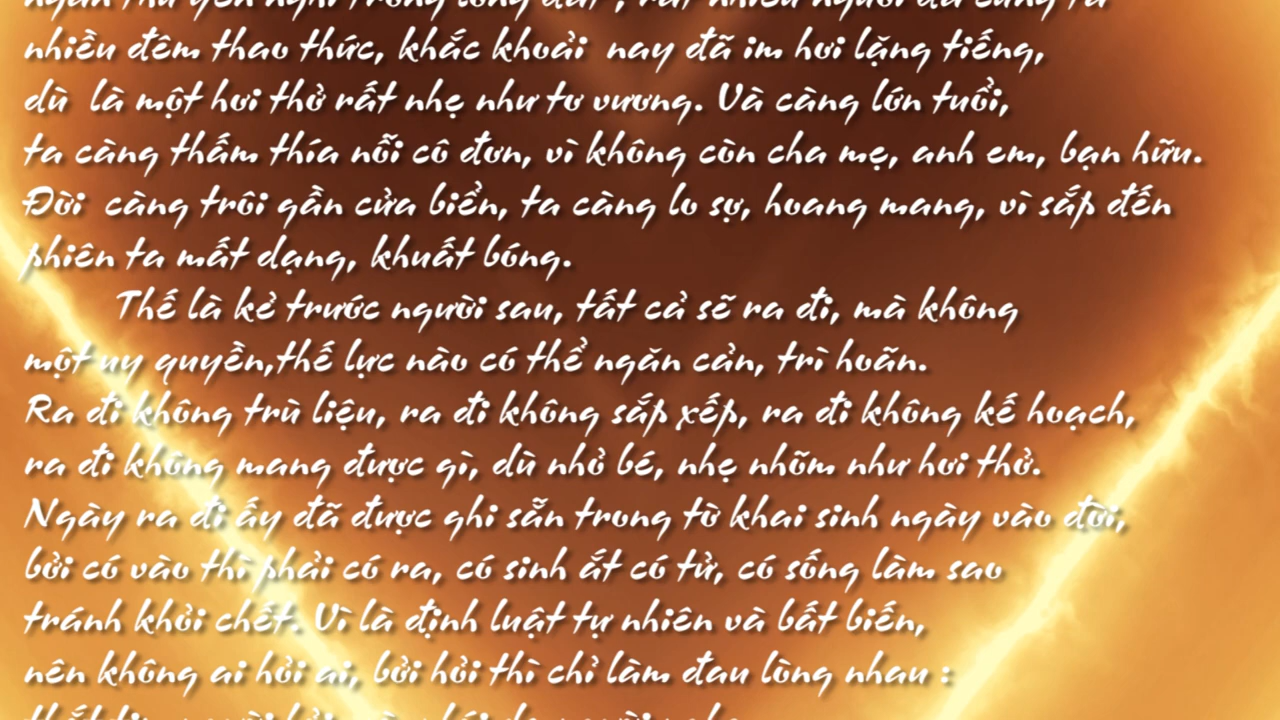 nhiều đêm thao thức, khắc khoải nay đã im hơi lặng tiếng,
dù là một hơi thở rất nhẹ như tơ vương. Và càng lớn tuổi,
ta càng thấm thía nỗi cô đơn, vì không còn cha mẹ, anh em, bạn hữu.
Đời càng trôi gần cửa biển, ta càng lo sợ, hoang mang, vì sắp đến
phiên ta mất dạng, khuất bóng.
Thế là kẻ trước người sau, tất cả sẽ ra đi, mà không
một uy quyền,thế lực nào có thể ngăn cản, trì hoãn.
Ra đi không trù liệu, ra đi không sắp xếp, ra đi không kế hoạch,
ra đi không mang được gì, dù nhỏ bé, nhẹ nhõm như hơi thở.
Ngày ra đi ấy đã được ghi sẵn trong tờ khai sinh ngày vào đời,
bởi có vào thì phải có ra, có sinh ắt có tử, có sống làm sao
tránh khỏi chết. Vì là định luật tự nhiên và bất biến,
nên không ai hỏi ai, bởi hỏi thì chỉ làm đau lòng nhau :